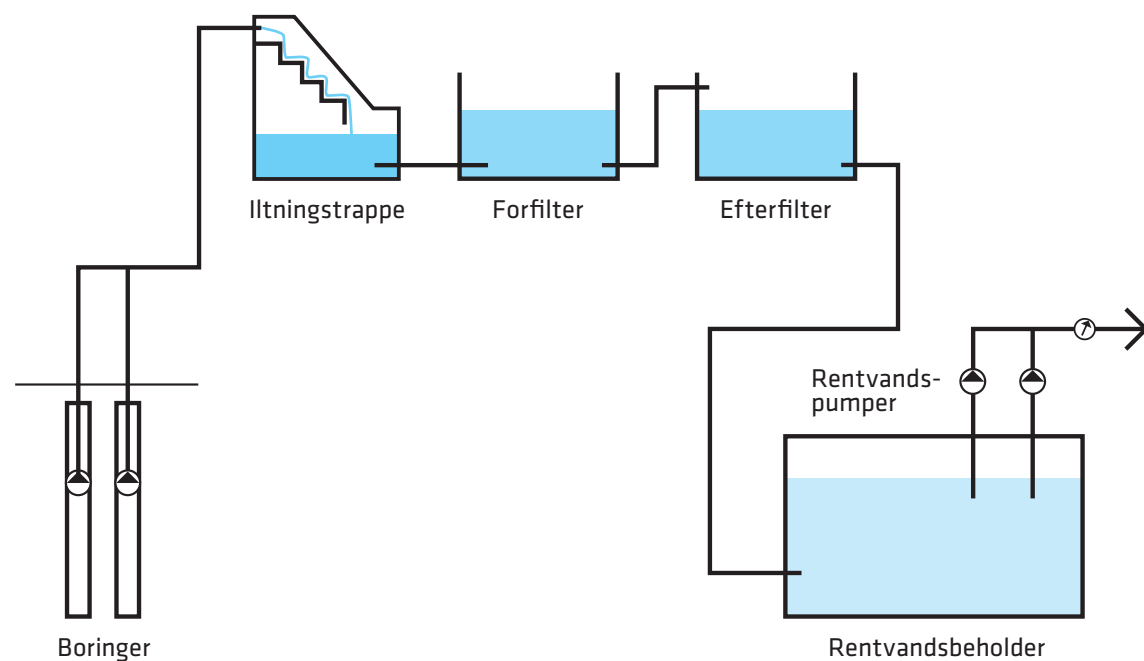 Iltningstrappe
Forfilter
Efterfilter
Rentvands-
pumper
Boringer
Rentvandsbeholder